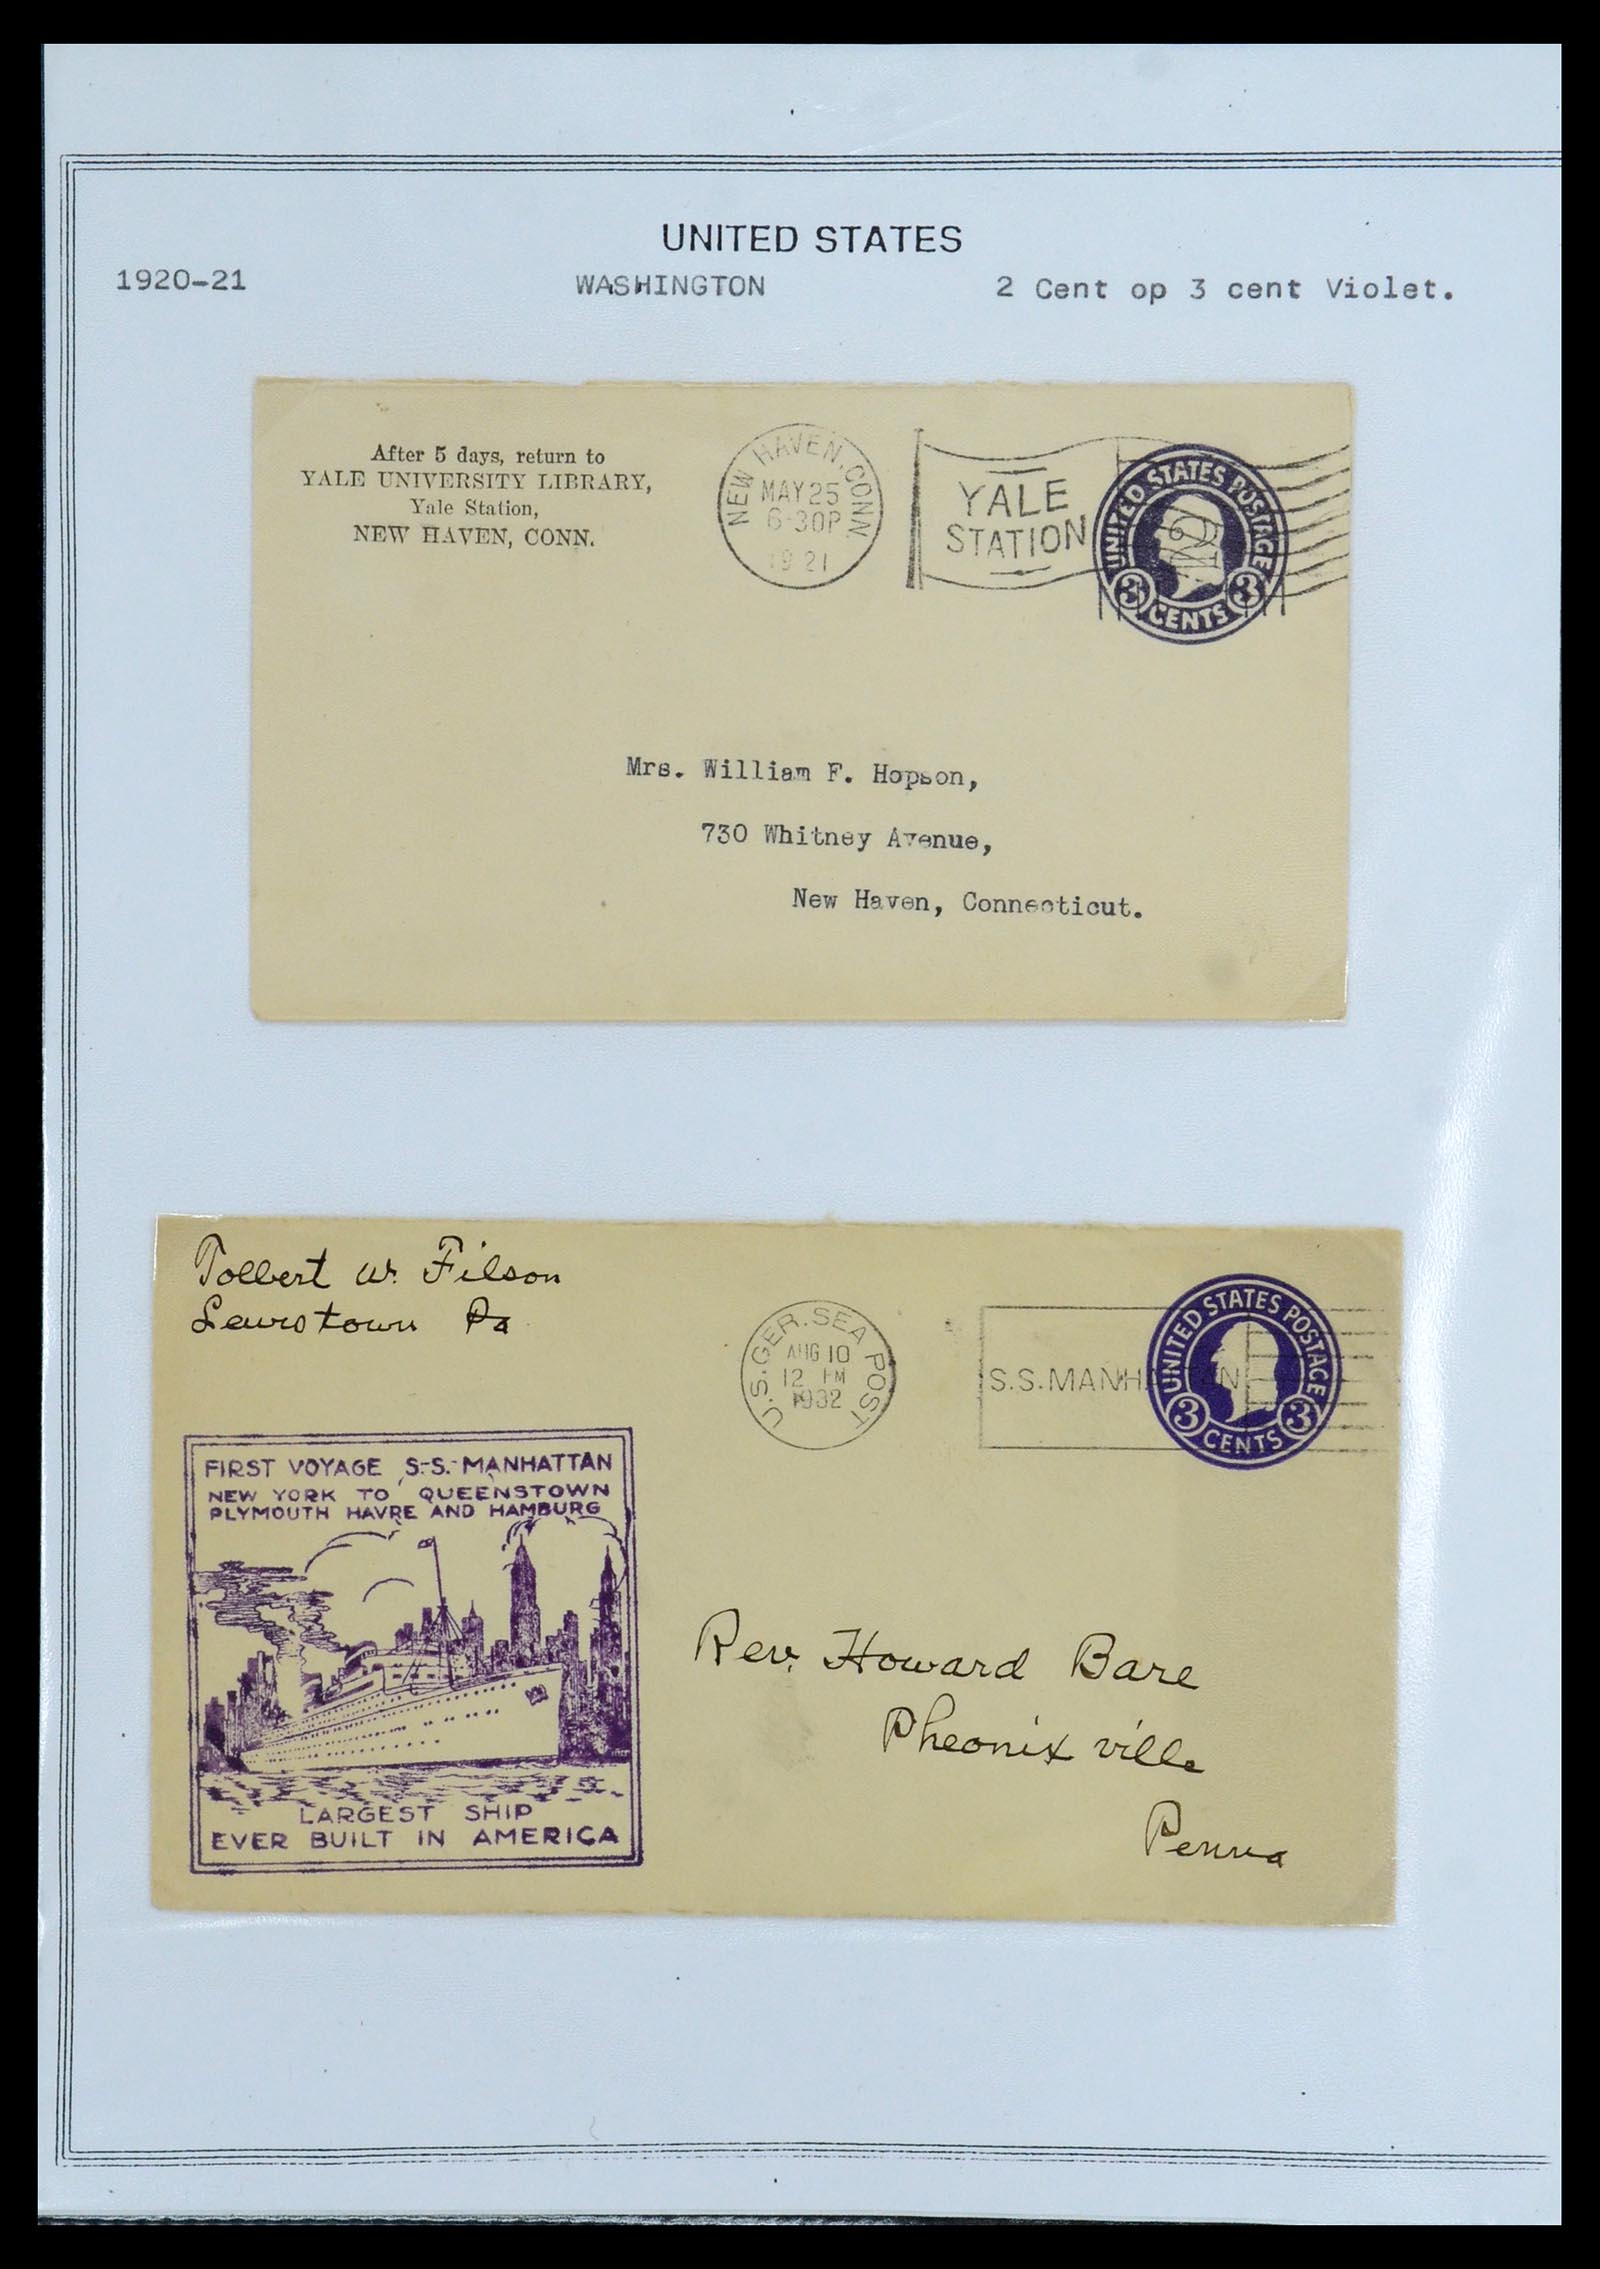 UNITED STATES
1920-21 WASHINGTON 2 Cent op 3 cent Violet.
After 5 days, return to
YALE UNIVERSITY LIBRARY,
Yale Station,
NEW HAVEN, CONN.
NEW HAVEN, CONN.
MAY 25
6-30P
1921
YALE
STATION
UNITED STATES POSTAGE
2
3 3
CENTS
Mrs. William F. Hopson,
730 Whitney Avenue,
New Haven, Connecticut.
Tolbert W. Filson
Lewistown Pa
U.S. GER. SEA POST
AUG 10
12 PM
1932
S.S. MANHATTAN
UNITED STATES POSTAGE
3 3
CENTS
FIRST VOYAGE S.S. MANHATTAN
NEW YORK TO QUEENSTOWN
PLYMOUTH HAVRE AND HAMBURG
LARGEST SHIP
EVER BUILT IN AMERICA
Rev. Howard Bare
Pheonixville
Penna